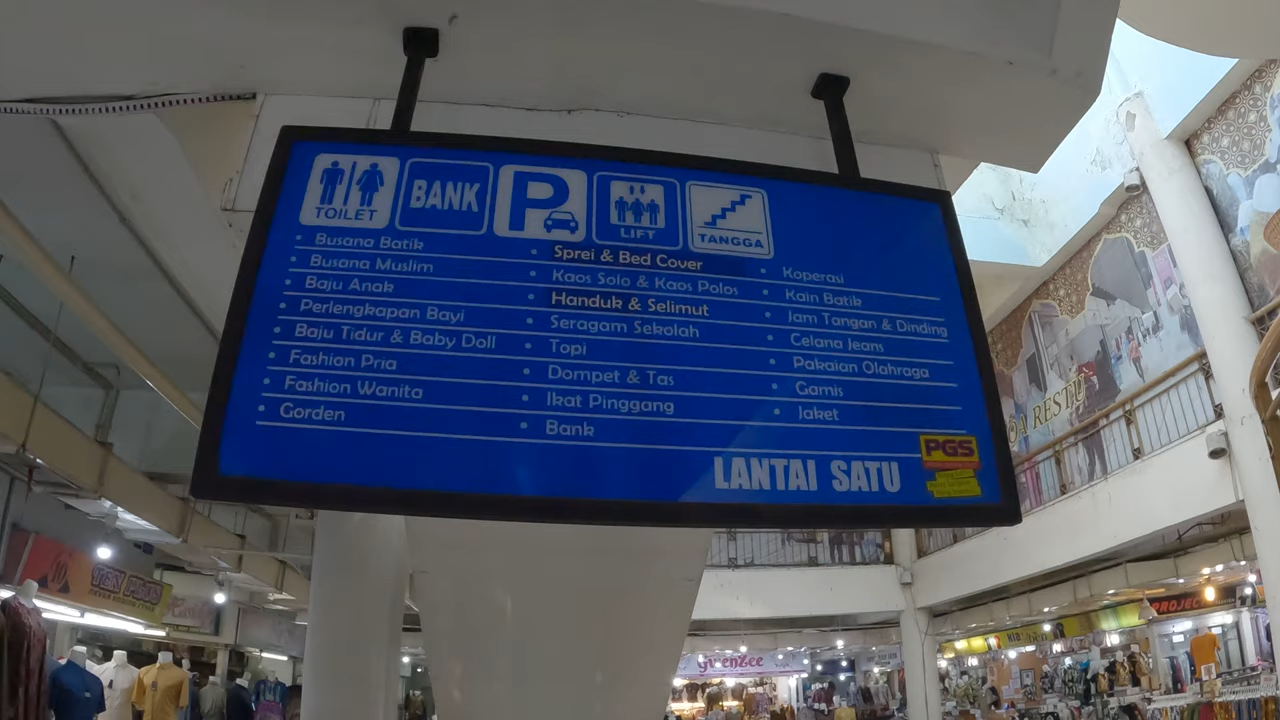 TOILET
BANK
P
LIFT
TANGGA
Busana Batik
Busana Muslim
Baju Anak
Perlengkapan Bayi
Baju Tidur & Baby Doll
Fashion Pria
Fashion Wanita
Gorden
Sprei & Bed Cover
Kaos Solo & Kaos Polos
Handuk & Selimut
Seragam Sekolah
Topi
Dompet & Tas
Ikat Pinggang
Bank
Koperasi
Kain Batik
Jam Tangan & Dinding
Celana Jeans
Pakaian Olahraga
Gamis
Jaket
LANTAI SATU
PGS
RESTU
GwenZee
PROJECT